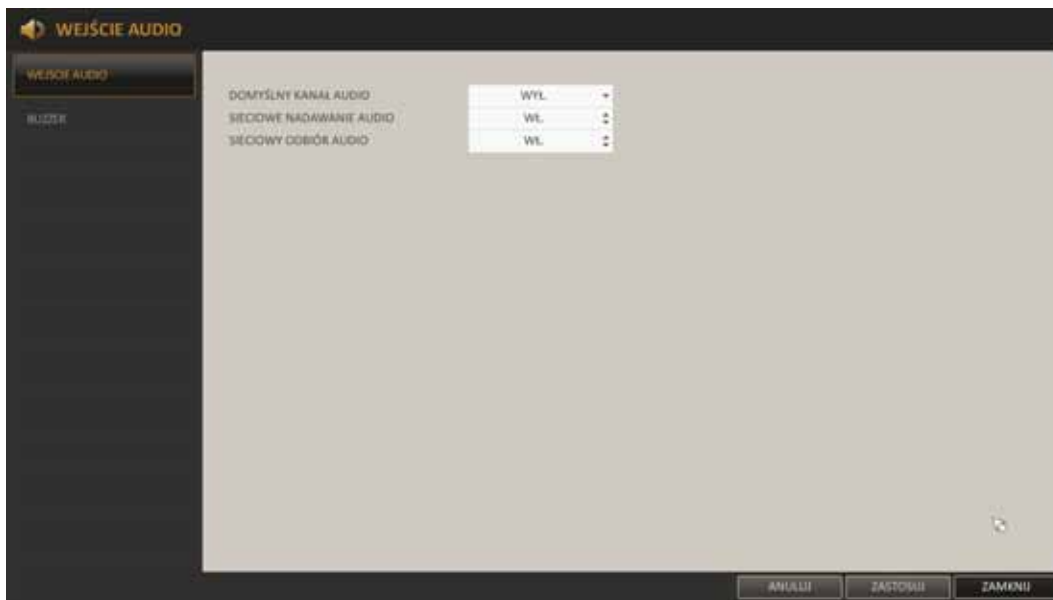 WEJŚCIE AUDIO
WEJŚCIE AUDIO
BUZZER
DOMYŚLNY KANAŁ AUDIO WYŁ.
SIECIOWE NADAWANIE AUDIO WŁ.
SIECIOWY ODBIÓR AUDIO WŁ.
ANULUJ ZASTOSUJ ZAMKNIJ